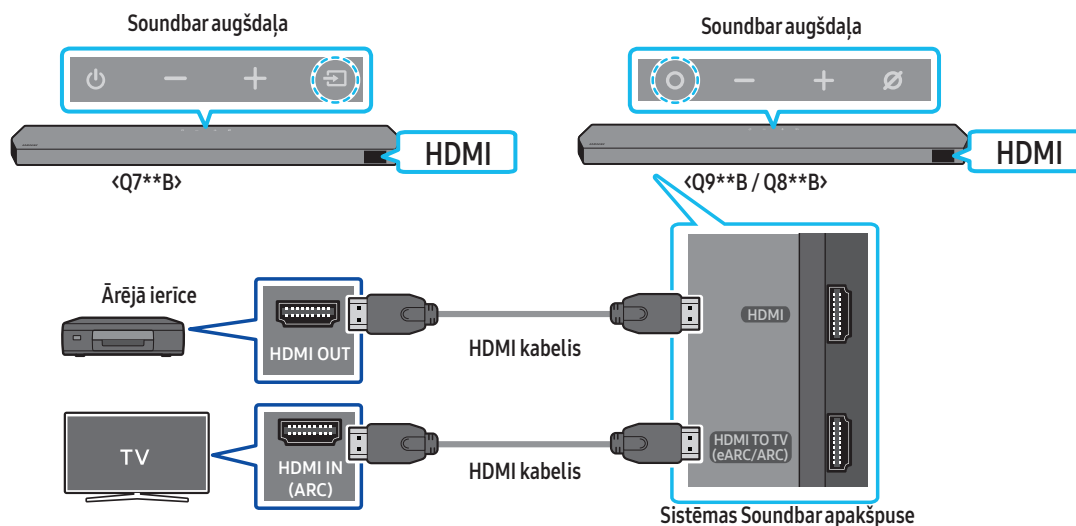 Soundbar augšdaļa
HDMI
<Q7**B>
Soundbar augšdaļa
HDMI
<Q9**B / Q8**B>
Ārējā ierīce
HDMI OUT
HDMI kabelis
HDMI
TV
HDMI IN
(ARC)
HDMI kabelis
HDMI TO TV
(eARC/ARC)
Sistēmas Soundbar apakšpuse